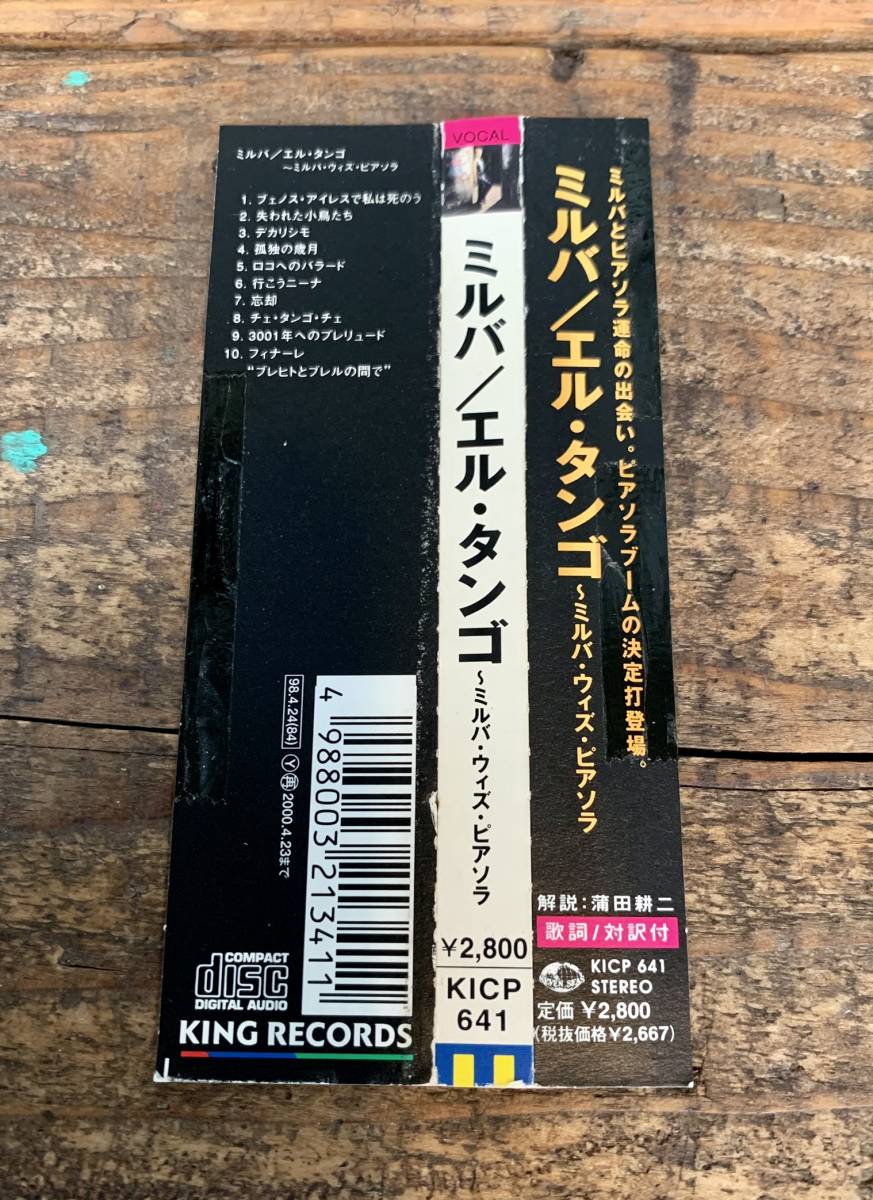 ミルバ／エル・タンゴ
〜ミルバ・ウィズ・ピアソラ
1. ブェノス・アイレスで私は死のう
2. 失われた小鳥たち
3. デカリシモ
4. 孤独の歳月
5. ロコへのバラード
6. 行こうニーナ
7. 忘却
8. チェ・タンゴ・チェ
9. 3001年へのプレリュード
10. フィナーレ
“ブレヒトとブレルの間で”
98.4.24(84)
Ⓨ再2000.4.23まで
4 988003 213411
COMPACT
disc
DIGITAL AUDIO
KING RECORDS
VOCAL
ミルバ／エル・タンゴ
〜ミルバ・ウィズ・ピアソラ
¥2,800
KICP
641
ミルバとピアソラ運命の出会い。ピアソラブームの決定打登場。
ミルバ／エル・タンゴ
〜ミルバ・ウィズ・ピアソラ
解説：蒲田耕二
歌詞/対訳付
SEVEN SEAS
KICP 641
STEREO
定価 ¥2,800
(税抜価格¥2,667)